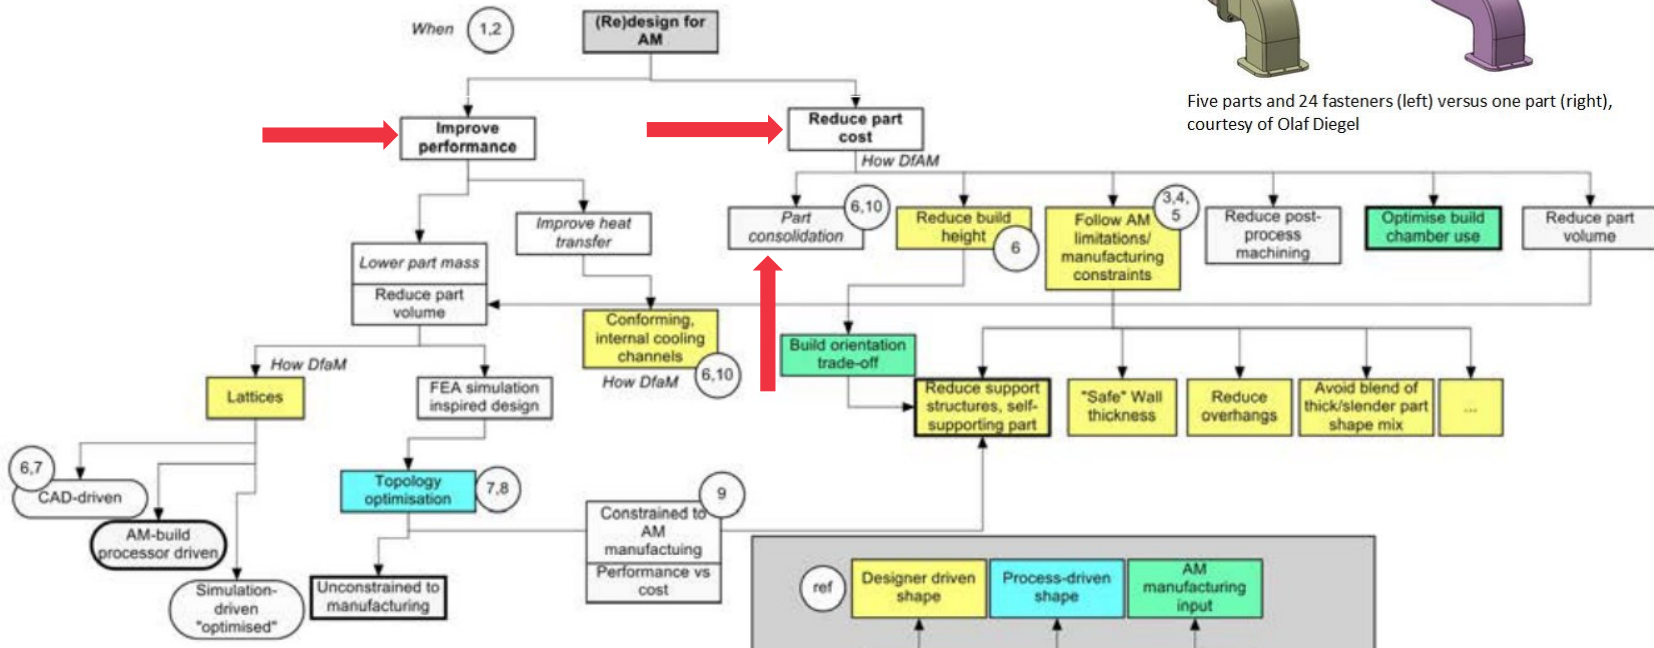 When
1,2
(Re)design for
AM
Five parts and 24 fasteners (left) versus one part (right),
courtesy of Olaf Diegel
Improve
performance
Reduce part
cost
How DfAM
Improve heat
transfer
Part
consolidation
6,10
Reduce build
height
6
Follow AM
limitations/
manufacturing
constraints
3,4,
5
Reduce post-
process
machining
Optimise build
chamber use
Reduce part
volume
Lower part mass
Reduce part
volume
Conforming,
internal cooling
channels
How DfaM
6,10
Build orientation
trade-off
How DfaM
Lattices
FEA simulation
inspired design
Reduce support
structures, self-
supporting part
"Safe" Wall
thickness
Reduce
overhangs
Avoid blend of
thick/slender part
shape mix
...
6,7
CAD-driven
AM-build
processor driven
Simulation-
driven
"optimised"
Topology
optimisation
7,8
Unconstrained to
manufacturing
9
Constrained to
AM
manufactuing
Performance vs
cost
ref
Designer driven
shape
Process-driven
shape
AM
manufacturing
input